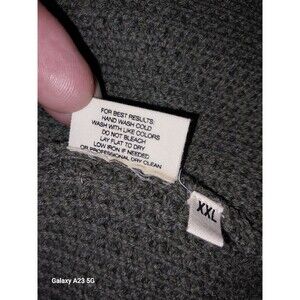 FOR BEST RESULTS:
HAND WASH COLD
WASH WITH LIKE COLORS
DO NOT BLEACH
LAY FLAT TO DRY
LOW IRON IF NEEDED
OR PROFESSIONAL DRY CLEAN
XXL
Galaxy A23 5G